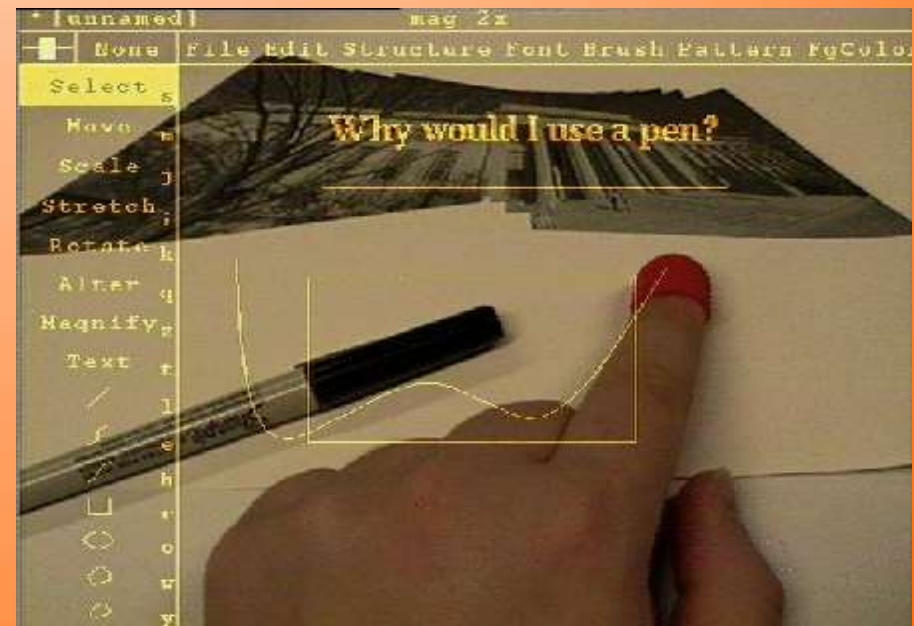 [unnamed]
mag 2x
None File Edit Structure Font Brush Pattern FgColo
Select s
Move m
Scale j
Stretch ;
Rotate k
Alter q
Magnify z
Text t
Why would I use a pen?
l
e
h
r
o
w
y